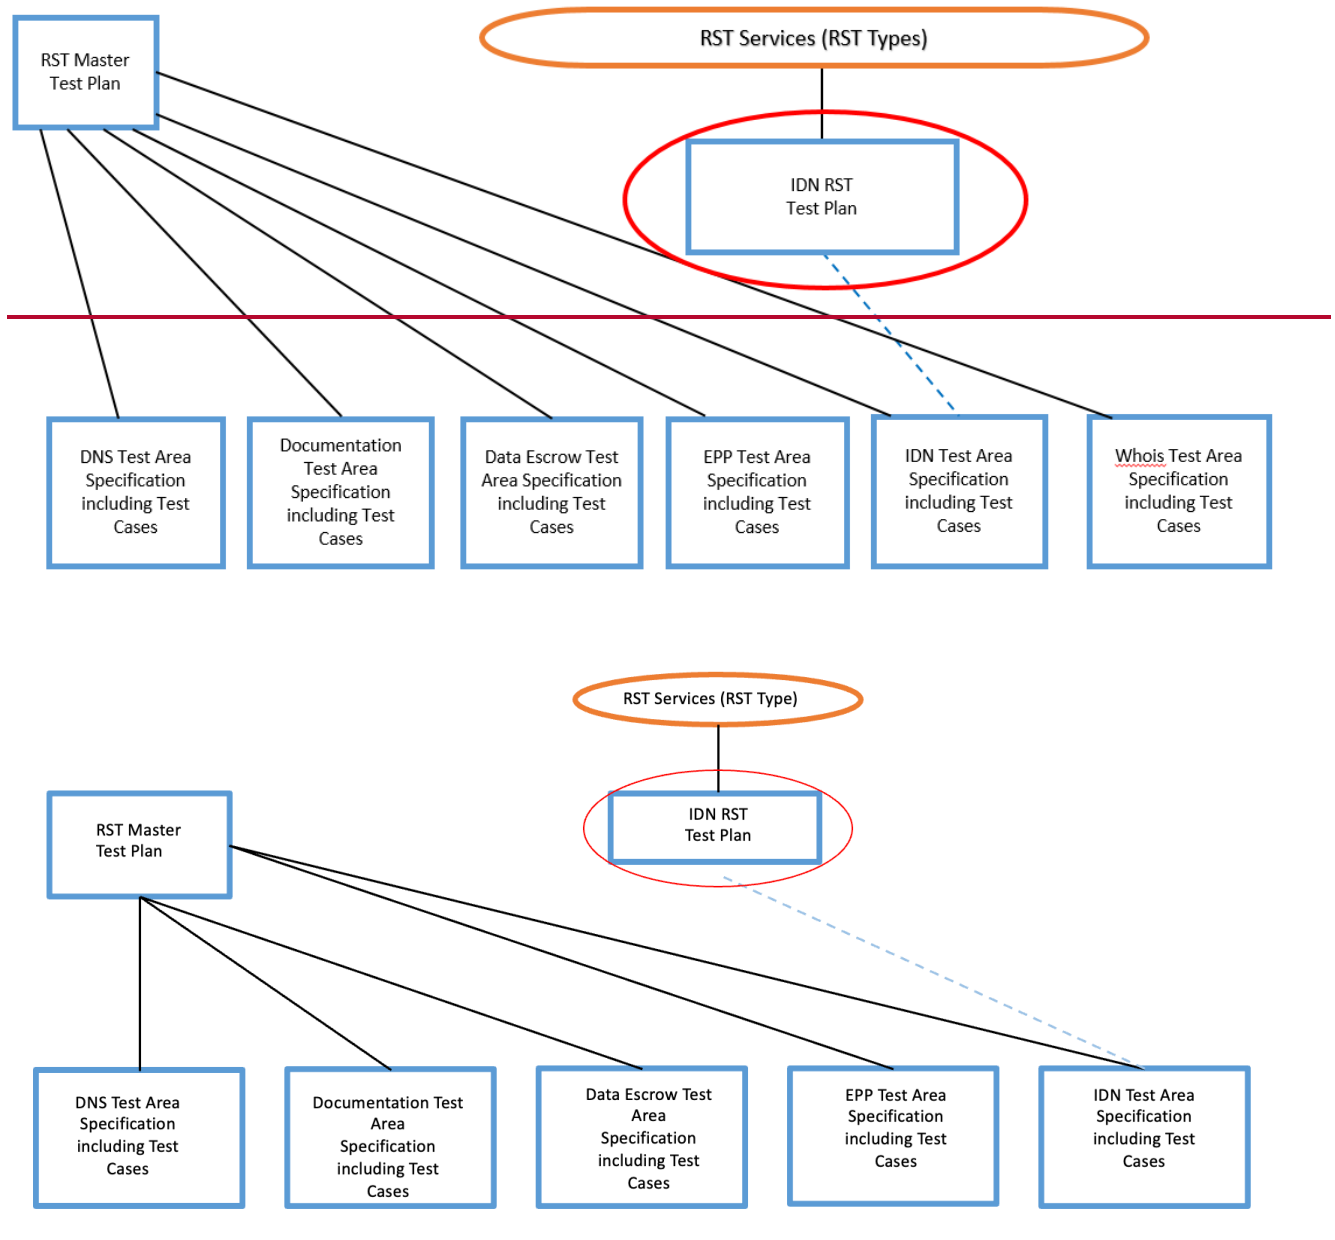 RST Master
Test Plan
RST Services (RST Types)
IDN RST
Test Plan
DNS Test Area
Specification
including Test
Cases
Documentation
Test Area
Specification
including Test
Cases
Data Escrow Test
Area Specification
including Test
Cases
EPP Test Area
Specification
including Test
Cases
IDN Test Area
Specification
including Test
Cases
Whois Test Area
Specification
including Test
Cases
RST Services (RST Type)
IDN RST
Test Plan
RST Master
Test Plan
DNS Test Area
Specification
including Test
Cases
Documentation Test
Area
Specification
including Test
Cases
Data Escrow Test
Area
Specification
including Test
Cases
EPP Test Area
Specification
including Test
Cases
IDN Test Area
Specification
including Test
Cases